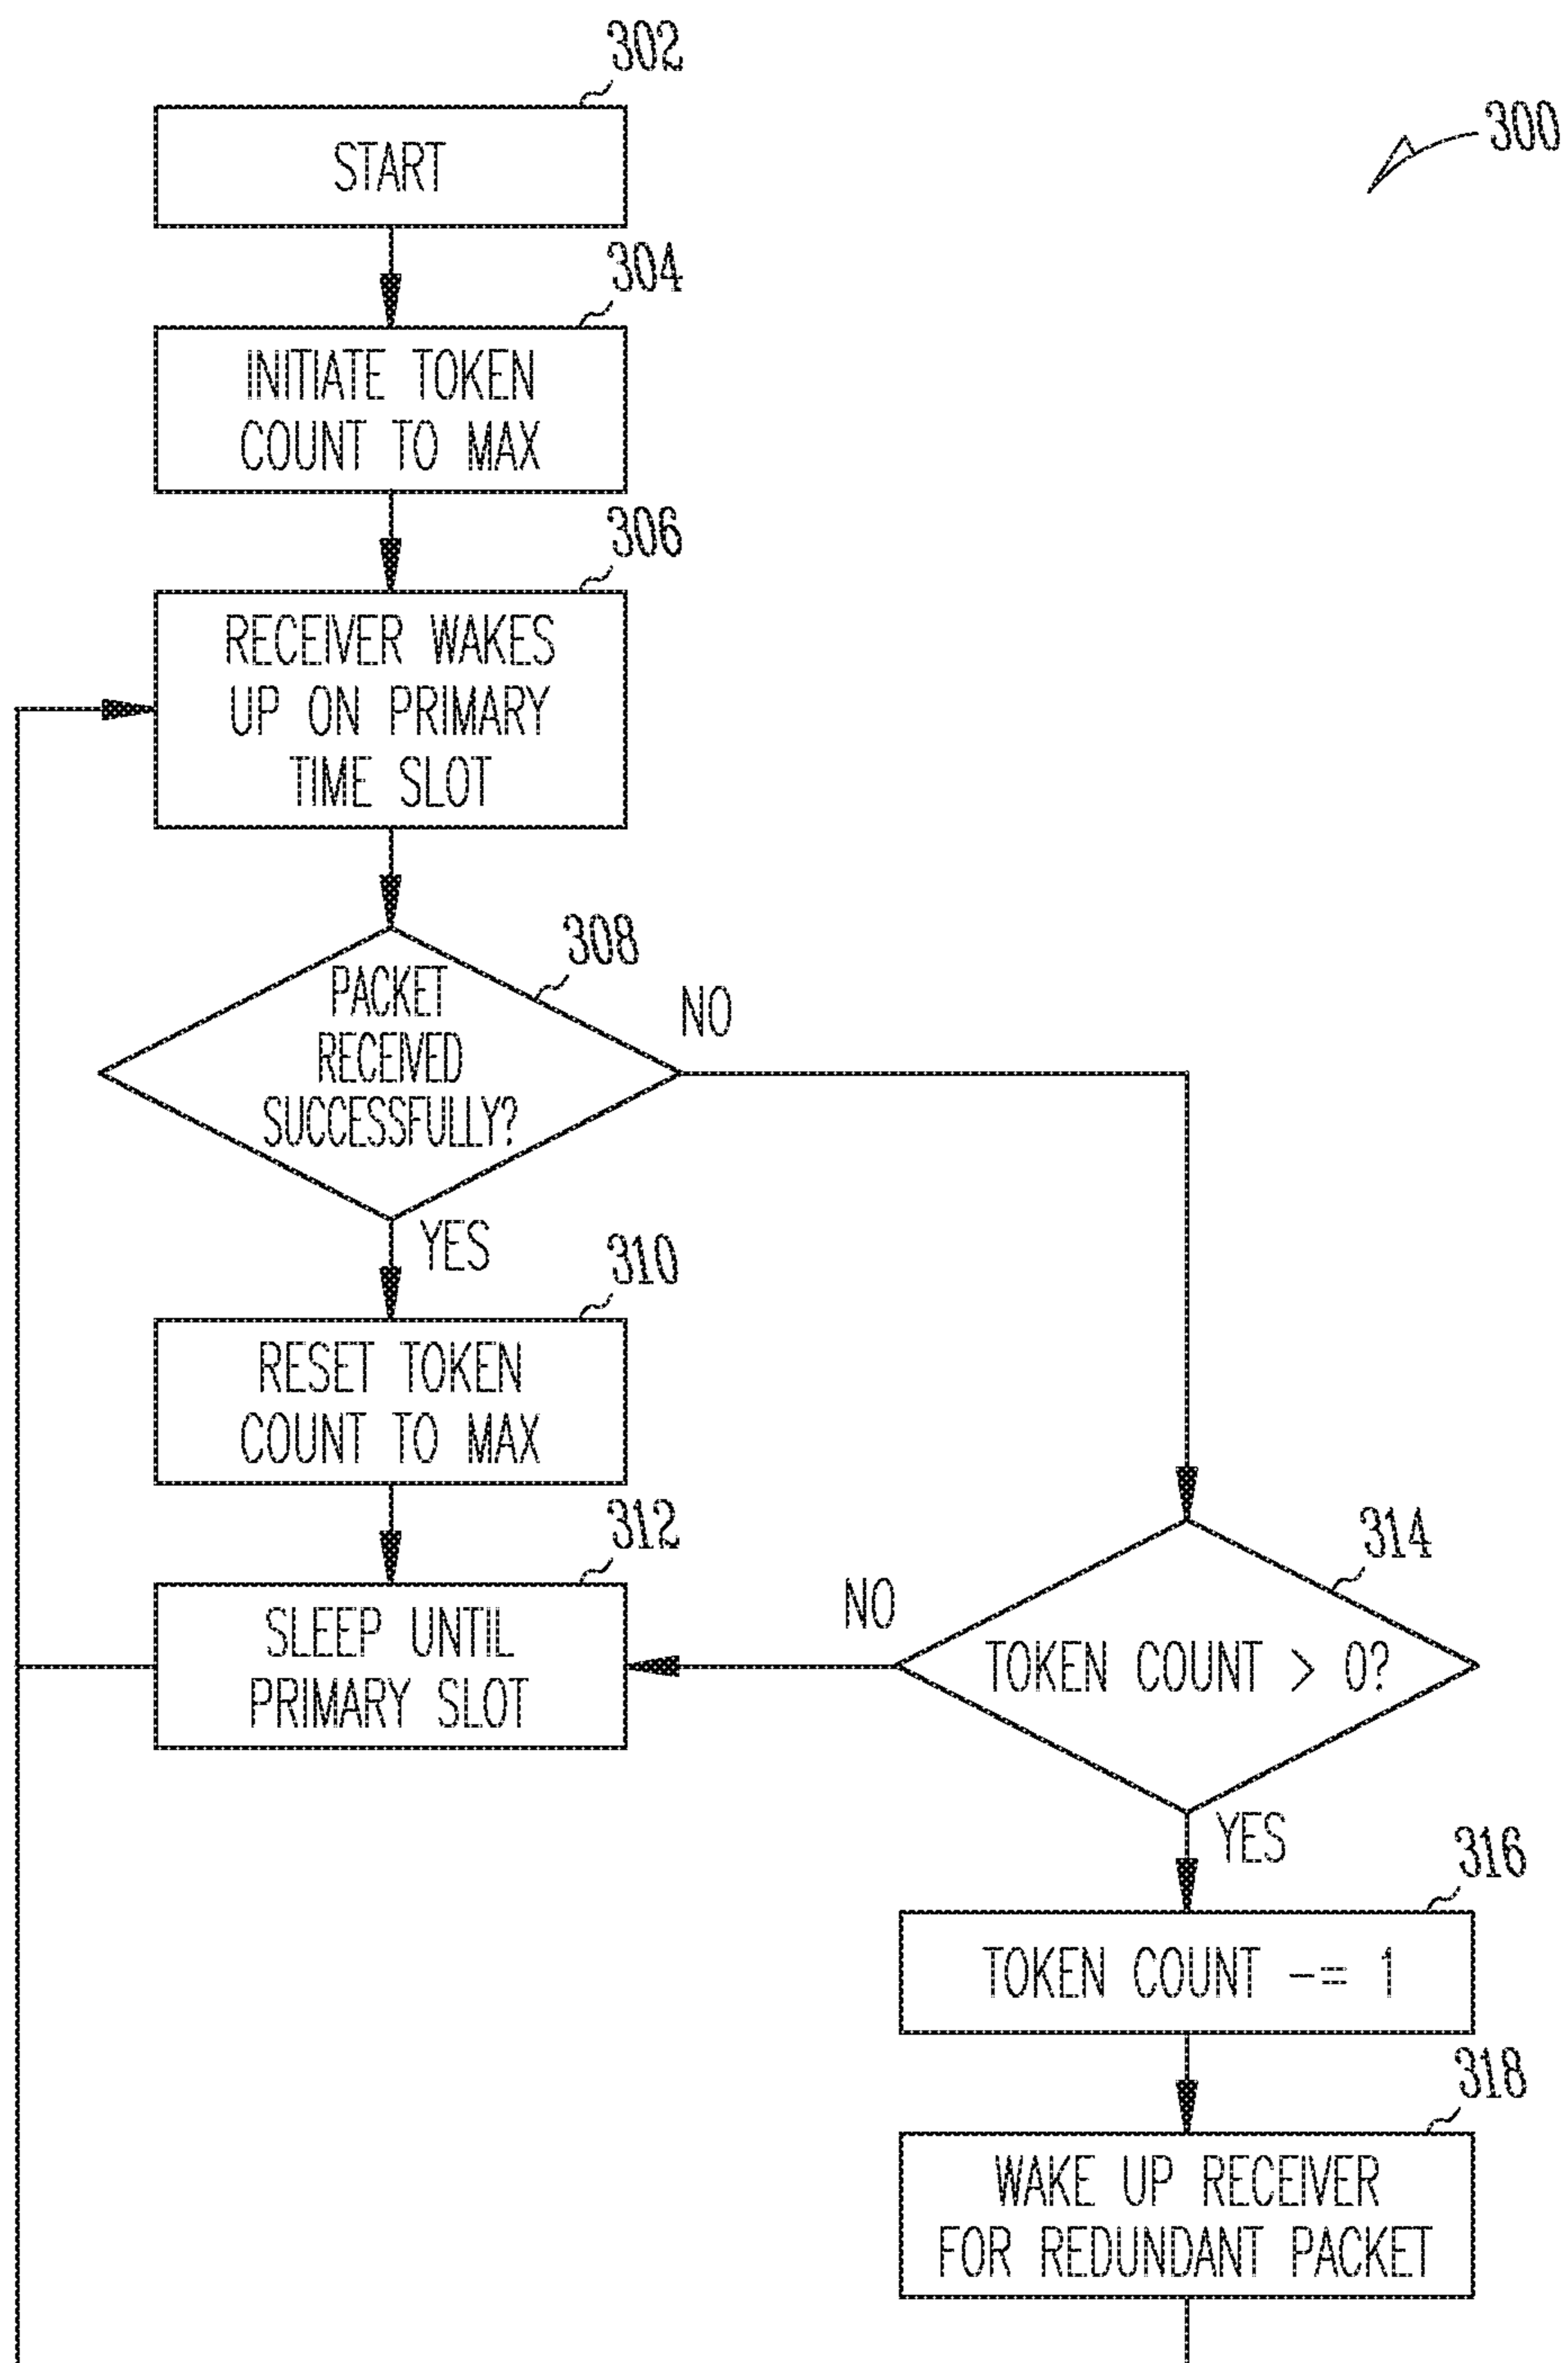 302
START
300
304
INITIATE TOKEN
COUNT TO MAX
306
RECEIVER WAKES
UP ON PRIMARY
TIME SLOT
308
PACKET
RECEIVED
SUCCESSFULLY?
NO
YES
310
RESET TOKEN
COUNT TO MAX
312
SLEEP UNTIL
PRIMARY SLOT
NO
314
TOKEN COUNT > 0?
YES
316
TOKEN COUNT -= 1
318
WAKE UP RECEIVER
FOR REDUNDANT PACKET